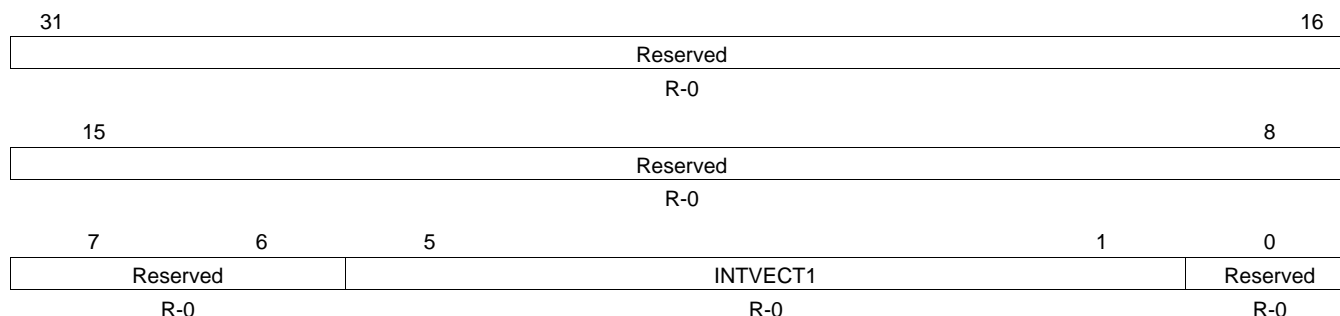 31 16
Reserved
R-0
15 8
Reserved
R-0
7 6 5 1 0
Reserved INTVECT1 Reserved
R-0 R-0 R-0